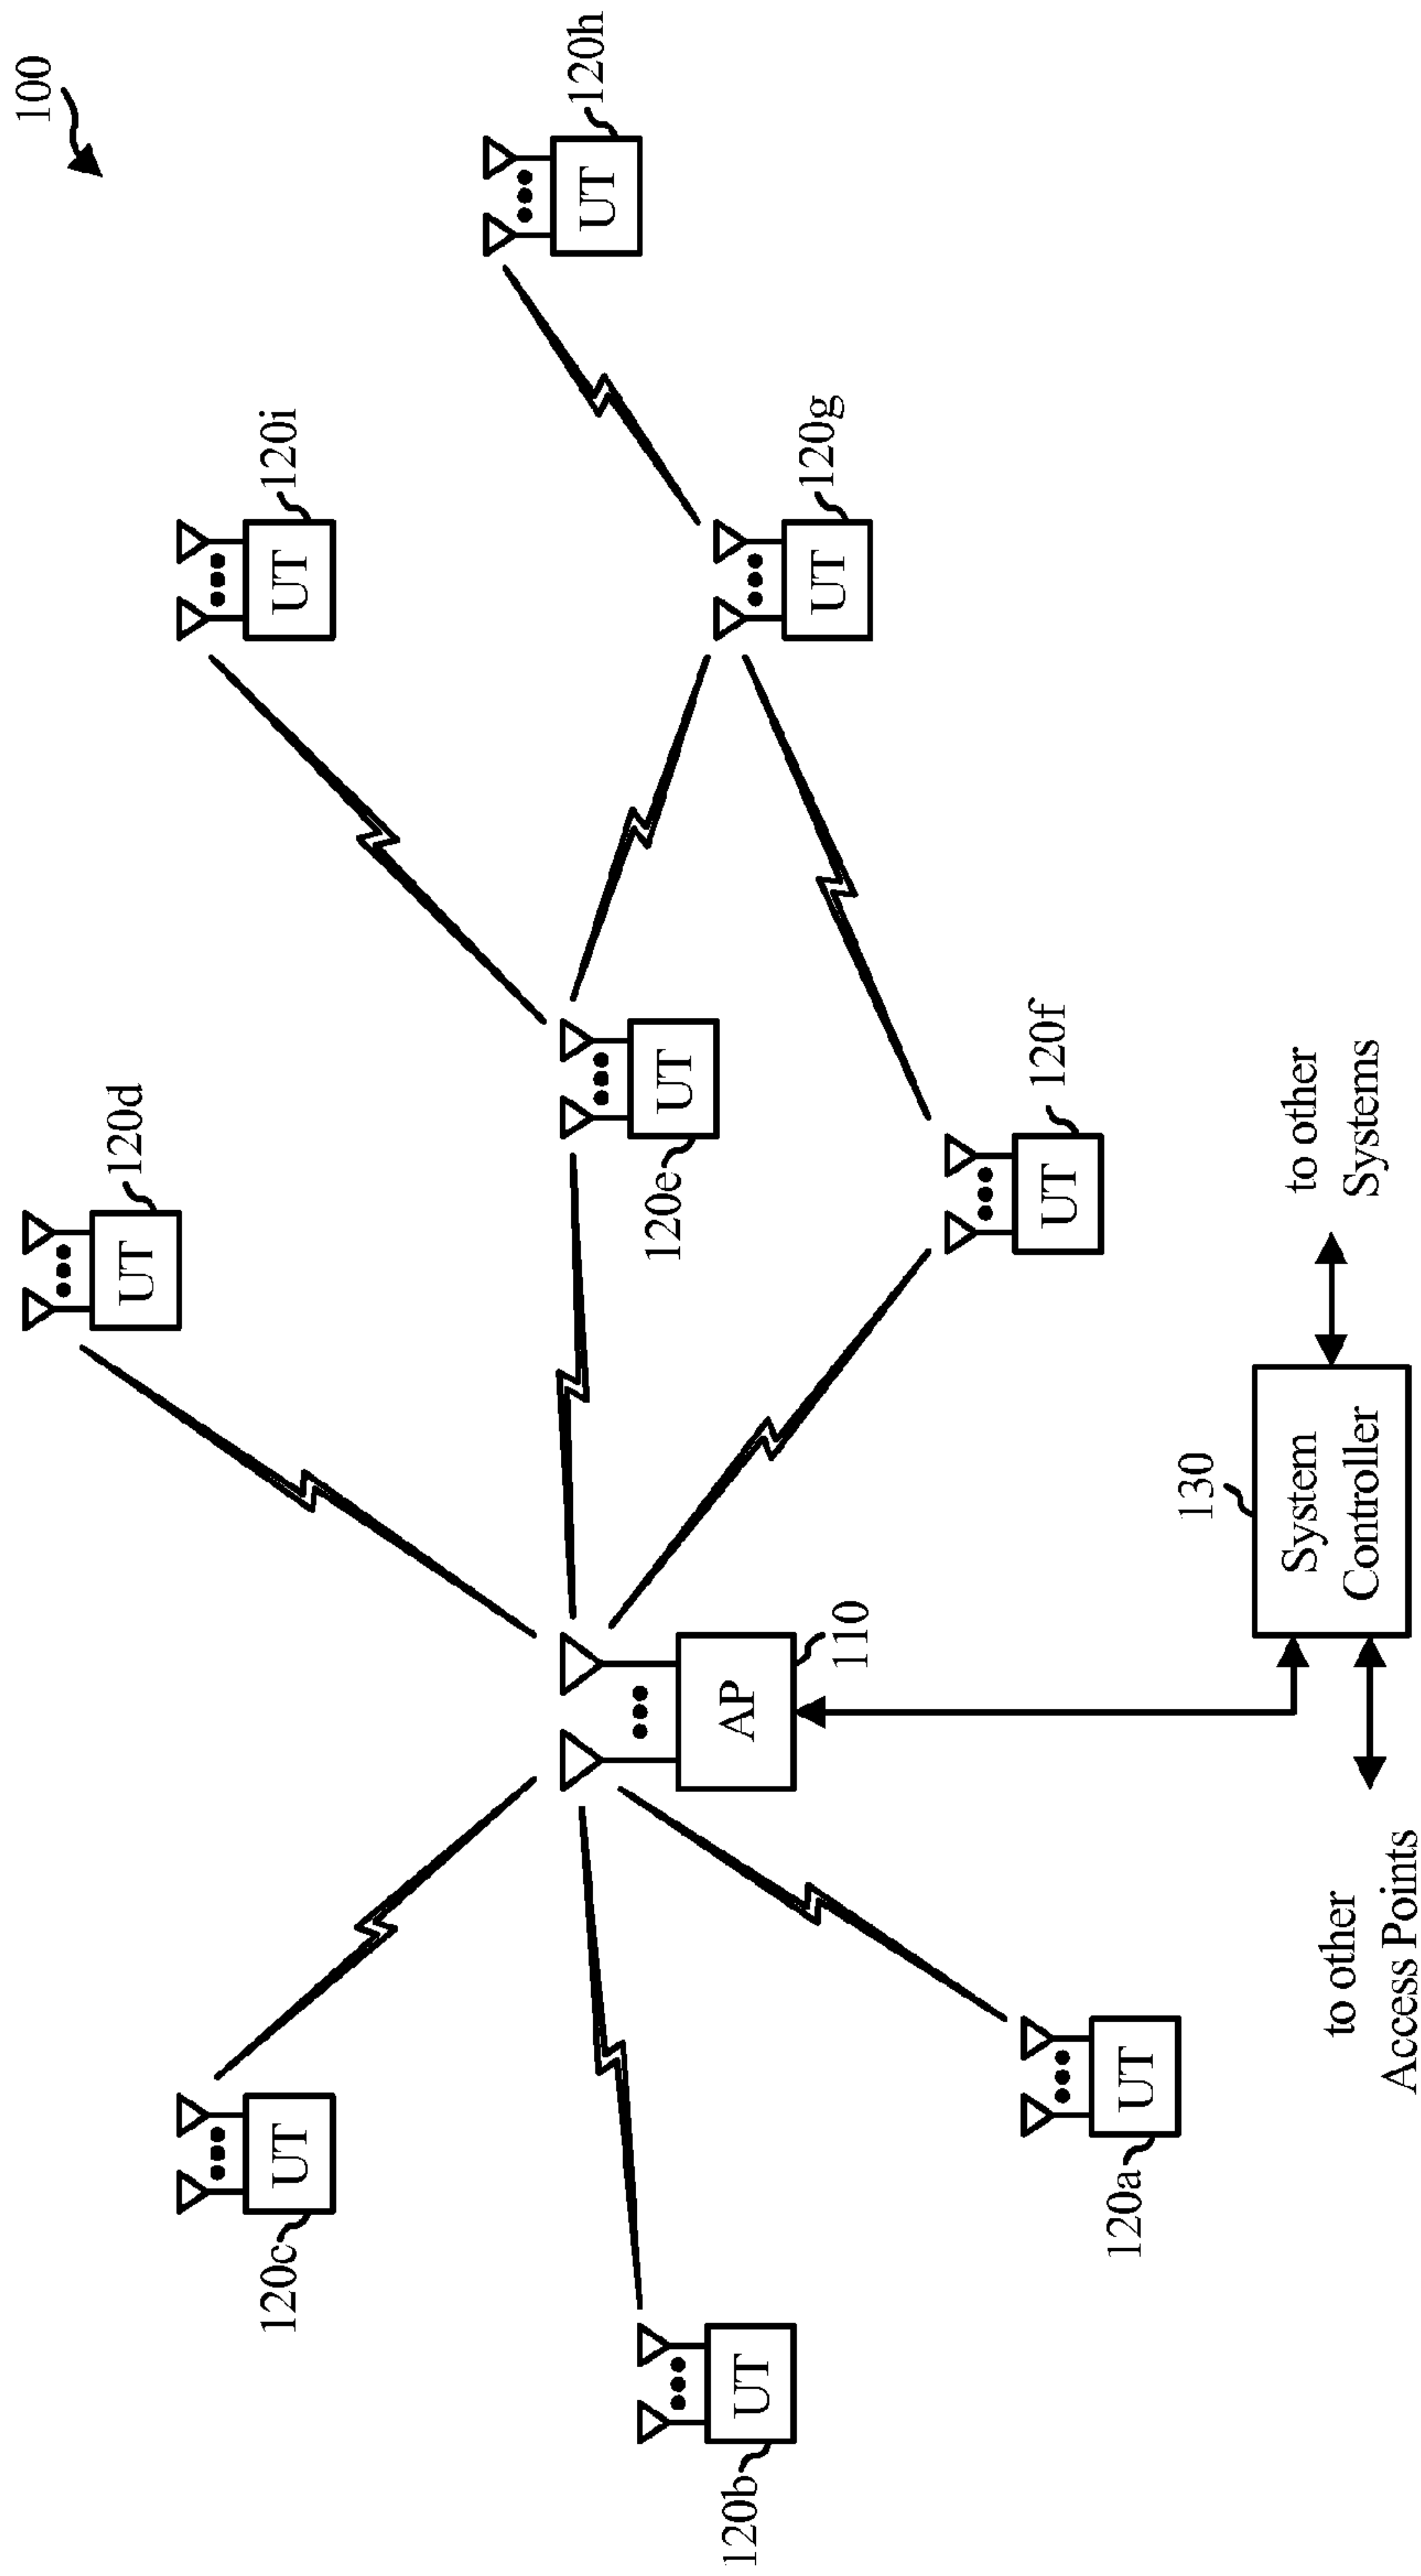 100
UT
120d
UT
120i
UT
120c
UT
120h
AP
110
UT
120e
UT
120b
UT
120g
UT
120f
UT
120a
130
System
Controller
to other
Systems
to other
Access Points